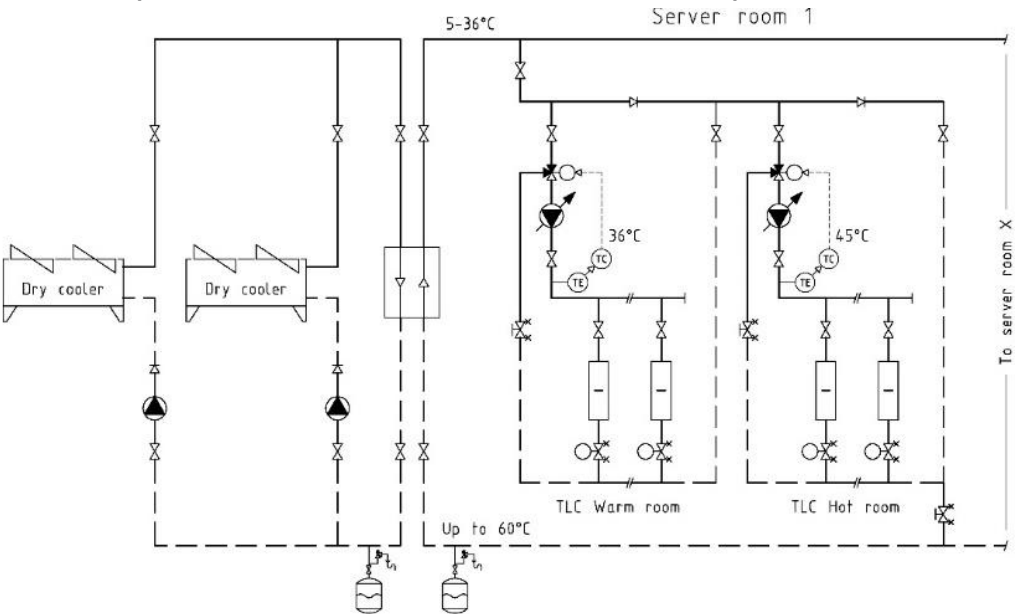 Server room 1
5-36°C
36°C
45°C
TC
TC
TE
TE
Dry cooler
Dry cooler
To server room X
TLC Warm room
TLC Hot room
Up to 60°C